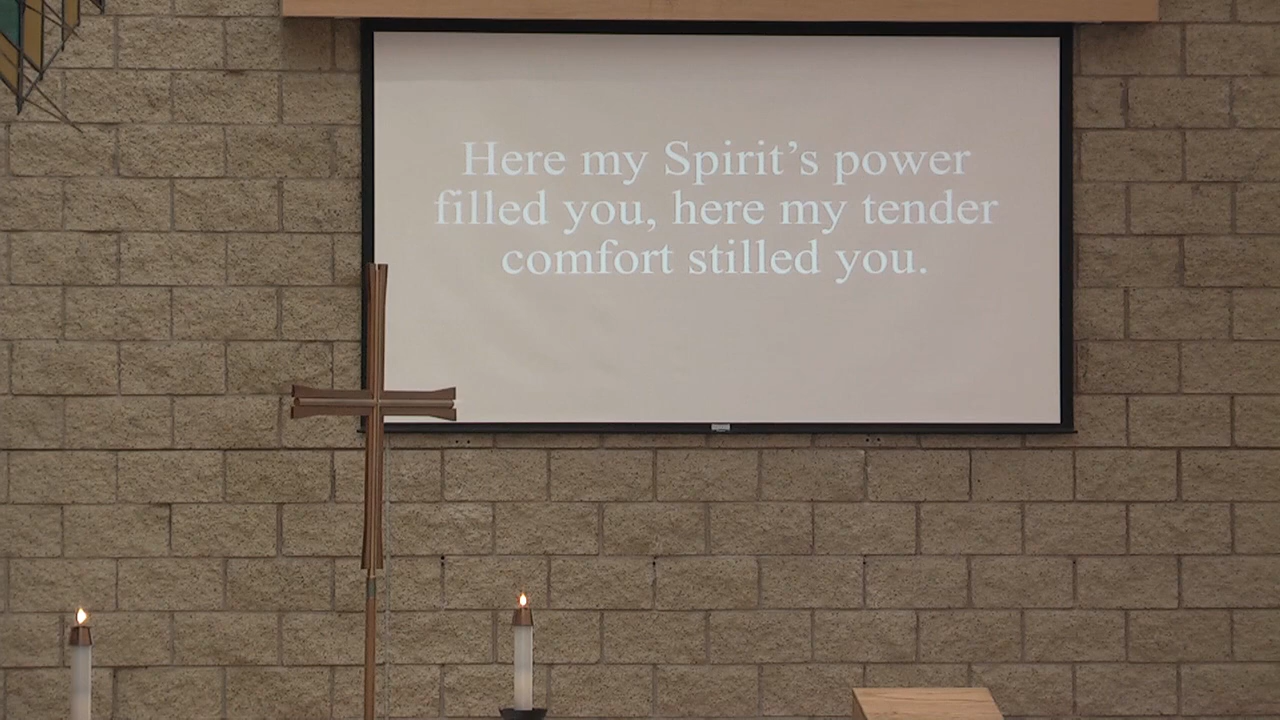 Here my Spirit’s power
filled you, here my tender
comfort stilled you.